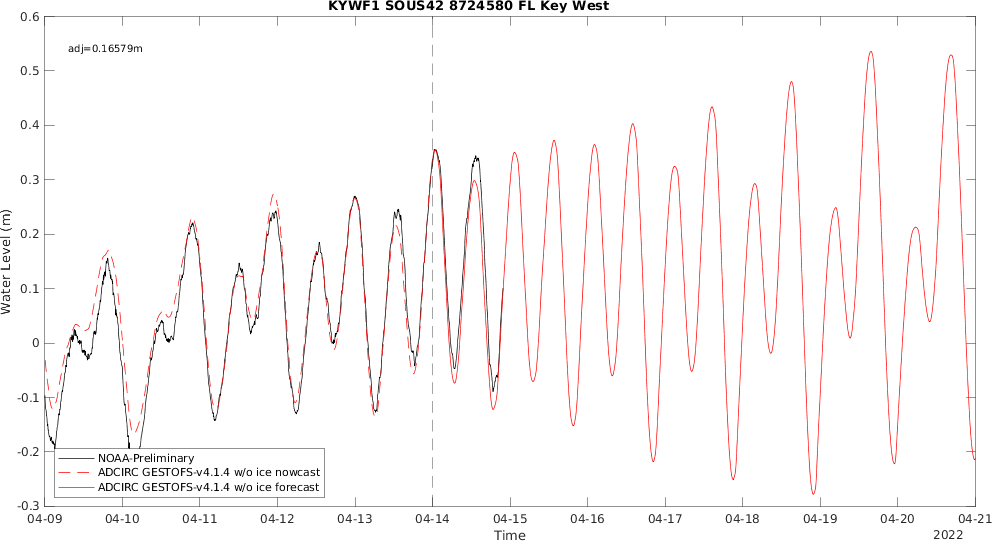 KYWF1 SOUS42 8724580 FL Key West
adj=0.16579m
Water Level (m)
0.6
0.5
0.4
0.3
0.2
0.1
0
-0.1
-0.2
-0.3
NOAA-Preliminary
ADCIRC GESTOFS-v4.1.4 w/o ice nowcast
ADCIRC GESTOFS-v4.1.4 w/o ice forecast
04-09 04-10 04-11 04-12 04-13 04-14 04-15 04-16 04-17 04-18 04-19 04-20 04-21
Time
2022